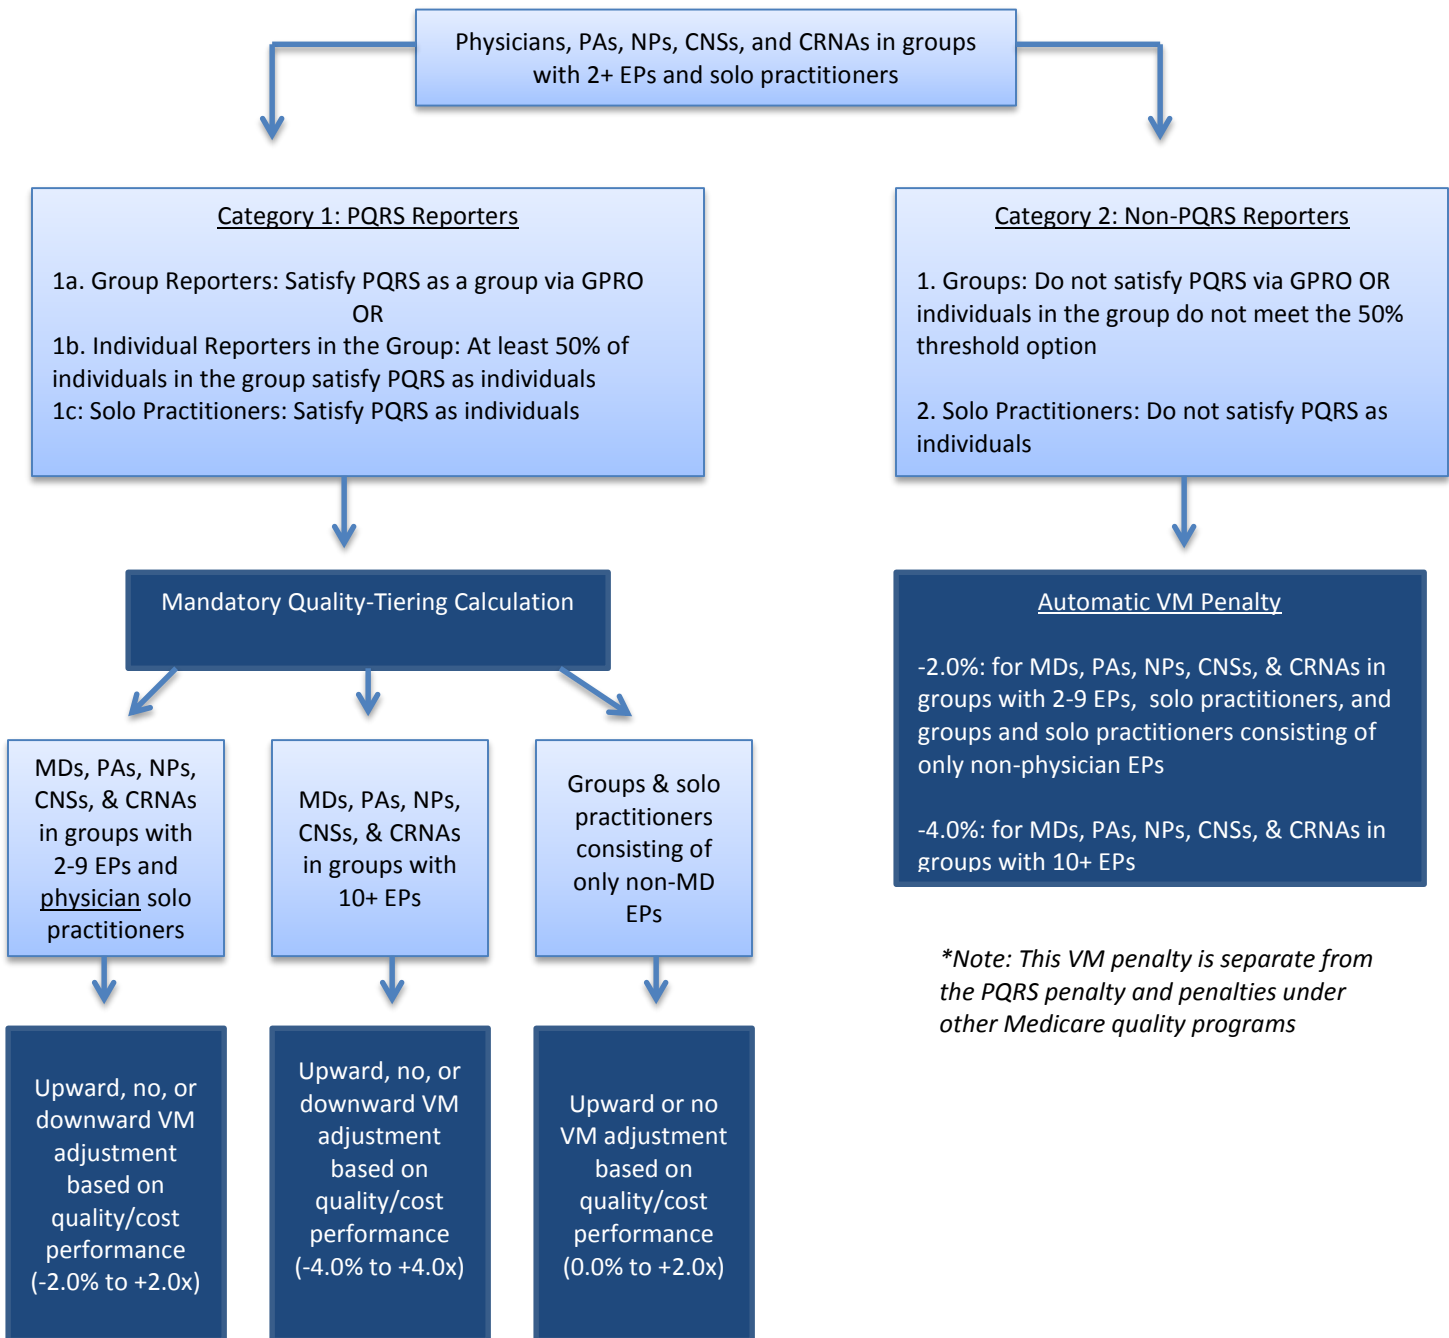 Physicians, PAs, NPs, CNSs, and CRNAs in groups
with 2+ EPs and solo practitioners
Category 1: PQRS Reporters
1a. Group Reporters: Satisfy PQRS as a group via GPRO
OR
1b. Individual Reporters in the Group: At least 50% of
individuals in the group satisfy PQRS as individuals
1c: Solo Practitioners: Satisfy PQRS as individuals
Category 2: Non-PQRS Reporters
1. Groups: Do not satisfy PQRS via GPRO OR
individuals in the group do not meet the 50%
threshold option
2. Solo Practitioners: Do not satisfy PQRS as
individuals
Mandatory Quality-Tiering Calculation
Automatic VM Penalty
-2.0%: for MDs, PAs, NPs, CNSs, & CRNAs in
groups with 2-9 EPs,  solo practitioners, and
groups and solo practitioners consisting of
only non-physician EPs
-4.0%: for MDs, PAs, NPs, CNSs, & CRNAs in
groups with 10+ EPs
MDs, PAs, NPs,
CNSs, & CRNAs
in groups with
2-9 EPs and
physician solo
practitioners
MDs, PAs, NPs,
CNSs, & CRNAs
in groups with
10+ EPs
Groups & solo
practitioners
consisting of
only non-MD
EPs
*Note: This VM penalty is separate from
the PQRS penalty and penalties under
other Medicare quality programs
Upward, no, or
downward VM
adjustment
based on
quality/cost
performance
(-2.0% to +2.0x)
Upward, no, or
downward VM
adjustment
based on
quality/cost
performance
(-4.0% to +4.0x)
Upward or no
VM adjustment
based on
quality/cost
performance
(0.0% to +2.0x)